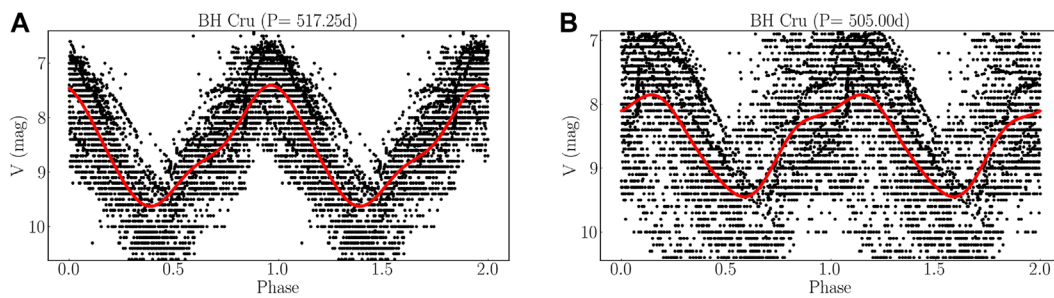 A
BH Cru (P= 517.25d)
V (mag)
7
8
9
10
0.0 0.5 1.0 1.5 2.0
Phase
B
BH Cru (P= 505.00d)
V (mag)
7
8
9
10
0.0 0.5 1.0 1.5 2.0
Phase